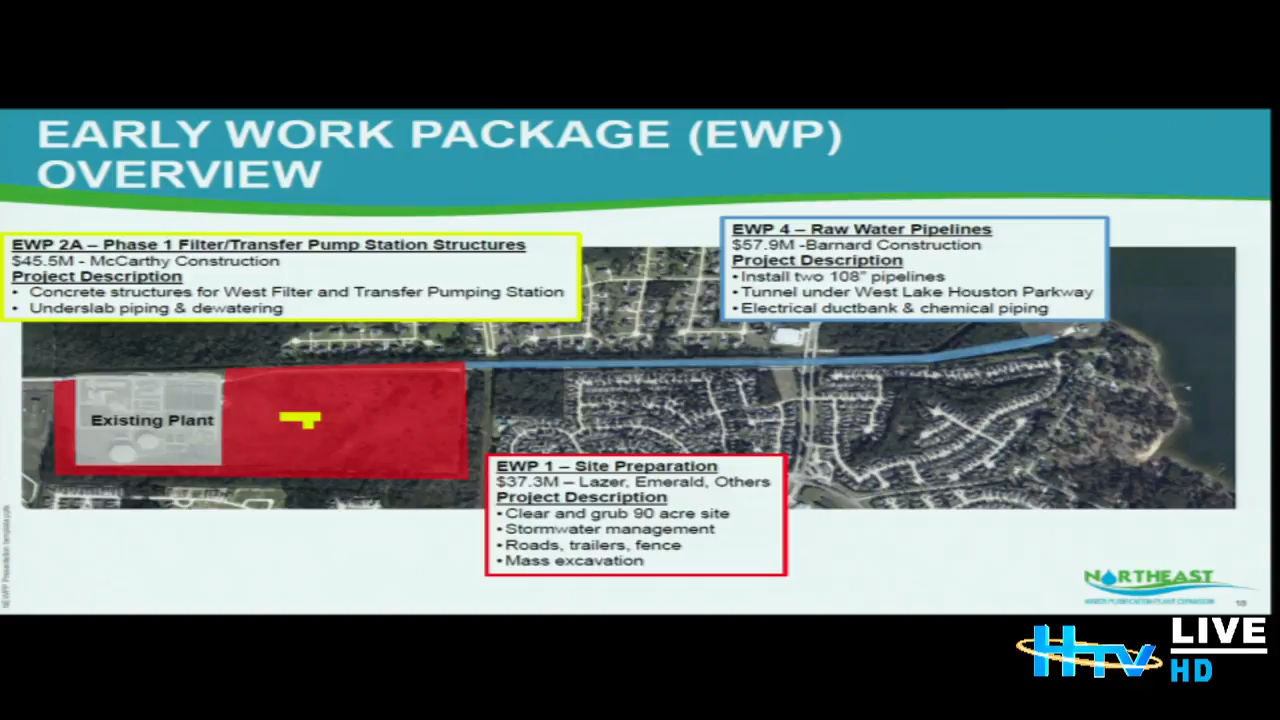 EARLY WORK PACKAGE (EWP)
OVERVIEW
EWP 2A – Phase 1 Filter/Transfer Pump Station Structures
$45.5M - McCarthy Construction
Project Description
• Concrete structures for West Filter and Transfer Pumping Station
• Underslab piping & dewatering
EWP 4 – Raw Water Pipelines
$57.9M -Barnard Construction
Project Description
•Install two 108" pipelines
•Tunnel under West Lake Houston Parkway
•Electrical ductbank & chemical piping
Existing Plant
EWP 1 – Site Preparation
$37.3M – Lazer, Emerald, Others
Project Description
•Clear and grub 90 acre site
•Stormwater management
•Roads, trailers, fence
•Mass excavation
NORTHEAST
WATER PURIFICATION PLANT EXPANSION
HTV LIVE
HD